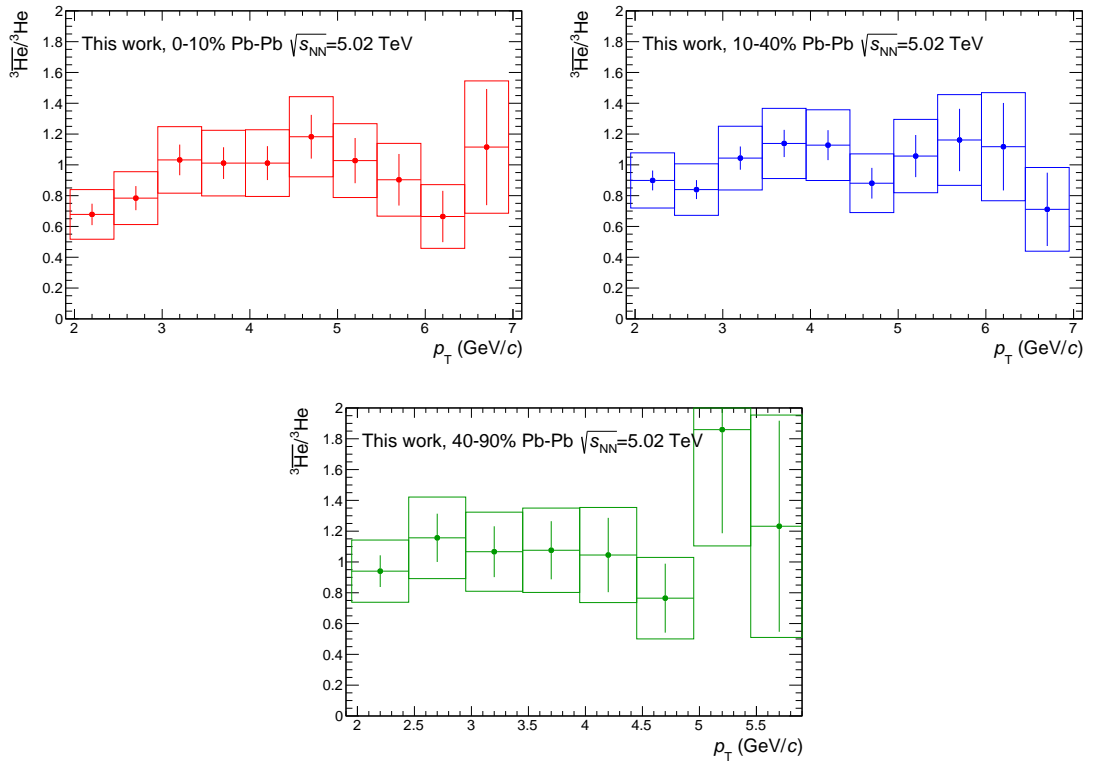 This work, 0-10% Pb-Pb √sNN=5.02 TeV
³H̅e̅/³He
2
1.8
1.6
1.4
1.2
1
0.8
0.6
0.4
0.2
0
2 3 4 5 6 7
pT (GeV/c)
This work, 10-40% Pb-Pb √sNN=5.02 TeV
³H̅e̅/³He
2
1.8
1.6
1.4
1.2
1
0.8
0.6
0.4
0.2
0
2 3 4 5 6 7
pT (GeV/c)
This work, 40-90% Pb-Pb √sNN=5.02 TeV
³H̅e̅/³He
2
1.8
1.6
1.4
1.2
1
0.8
0.6
0.4
0.2
0
2 2.5 3 3.5 4 4.5 5 5.5
pT (GeV/c)